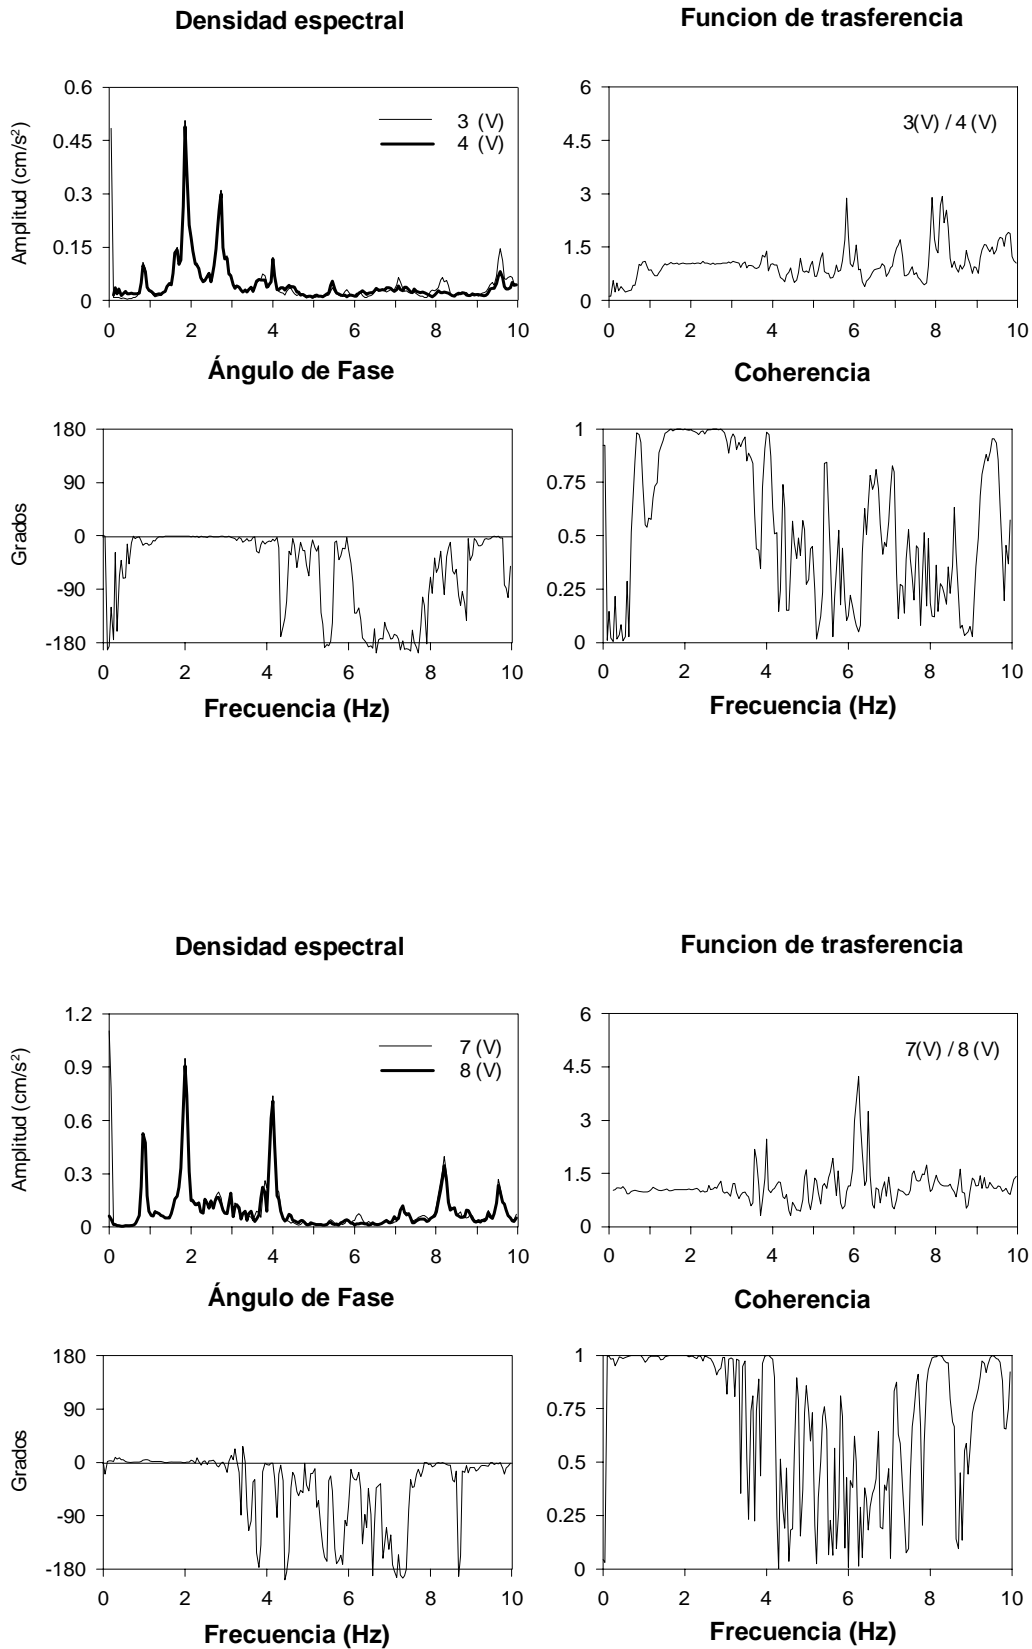 Densidad espectral
Funcion de trasferencia
0.6
0.45
0.3
0.15
0
Amplitud (cm/s²)
3 (V)
4 (V)
0 2 4 6 8 10
6
4.5
3
1.5
0
3(V) / 4 (V)
0 2 4 6 8 10
Ángulo de Fase
Coherencia
180
90
0
-90
-180
Grados
0 2 4 6 8 10
Frecuencia (Hz)
1
0.75
0.5
0.25
0
0 2 4 6 8 10
Frecuencia (Hz)
Densidad espectral
Funcion de trasferencia
1.2
0.9
0.6
0.3
0
Amplitud (cm/s²)
7 (V)
8 (V)
0 2 4 6 8 10
6
4.5
3
1.5
0
7(V) / 8 (V)
0 2 4 6 8 10
Ángulo de Fase
Coherencia
180
90
0
-90
-180
Grados
0 2 4 6 8 10
Frecuencia (Hz)
1
0.75
0.5
0.25
0
0 2 4 6 8 10
Frecuencia (Hz)